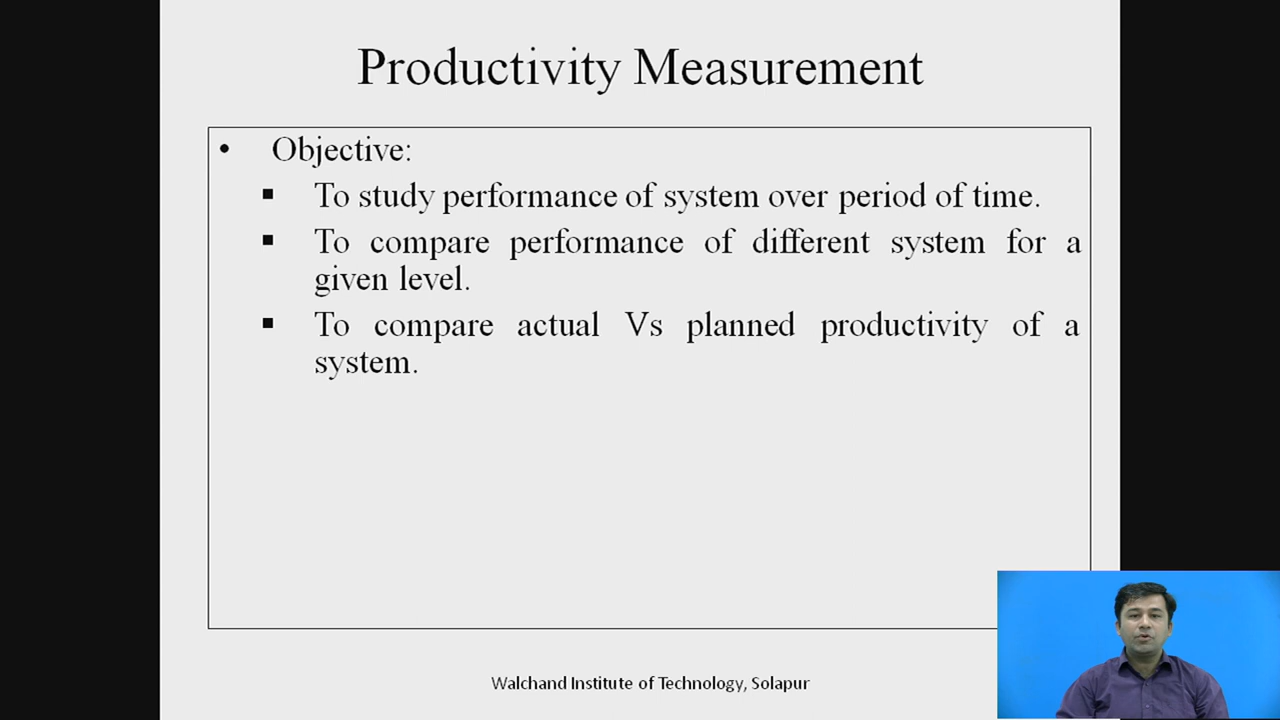 Productivity Measurement
• Objective:
▪ To study performance of system over period of time.
▪ To compare performance of different system for a
given level.
▪ To compare actual Vs planned productivity of a
system.
Walchand Institute of Technology, Solapur